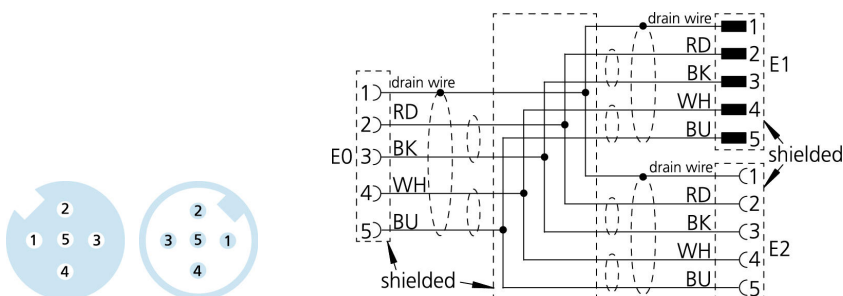 drain wire 1
RD 2
BK 3 E1
WH 4
BU 5
shielded
drain wire 1
RD 2
BK 3
WH 4 E2
BU 5
1 drain wire
2 RD
E0 3 BK
4 WH
5 BU
shielded
2
1 5 3
4
2
3 5 1
4